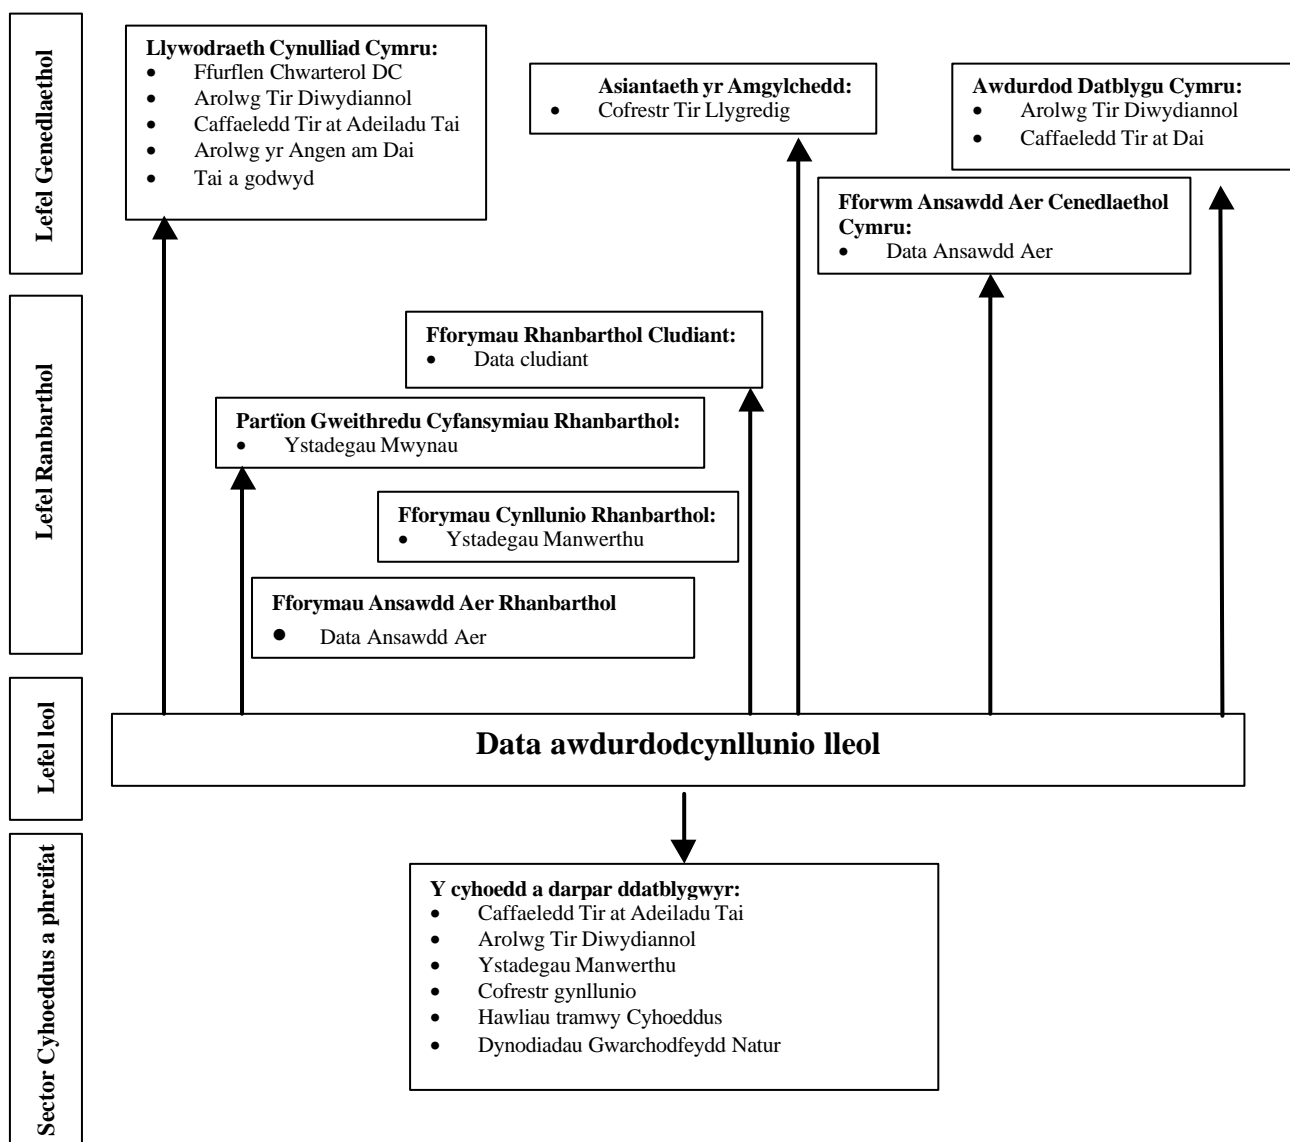 Lefel Genedlaethol
Llywodraeth Cynulliad Cymru:
• Ffurflen Chwarterol DC
• Arolwg Tir Diwydiannol
• Caffaeledd Tir at Adeiladu Tai
• Arolwg yr Angen am Dai
• Tai a godwyd
Asiantaeth yr Amgylchedd:
• Cofrestr Tir Llygredig
Awdurdod Datblygu Cymru:
• Arolwg Tir Diwydiannol
• Caffaeledd Tir at Dai
Fforwm Ansawdd Aer Cenedlaethol
Cymru:
• Data Ansawdd Aer
Lefel Ranbarthol
Fforymau Rhanbarthol Cludiant:
• Data cludiant
Partïon Gweithredu Cyfansymiau Rhanbarthol:
• Ystadegau Mwynau
Fforymau Cynllunio Rhanbarthol:
• Ystadegau Manwerthu
Fforymau Ansawdd Aer Rhanbarthol
• Data Ansawdd Aer
Lefel leol
Data awdurdodcynllunio lleol
Sector Cyhoeddus a phreifat
Y cyhoedd a darpar ddatblygwyr:
• Caffaeledd Tir at Adeiladu Tai
• Arolwg Tir Diwydiannol
• Ystadegau Manwerthu
• Cofrestr gynllunio
• Hawliau tramwy Cyhoeddus
• Dynodiadau Gwarchodfeydd Natur